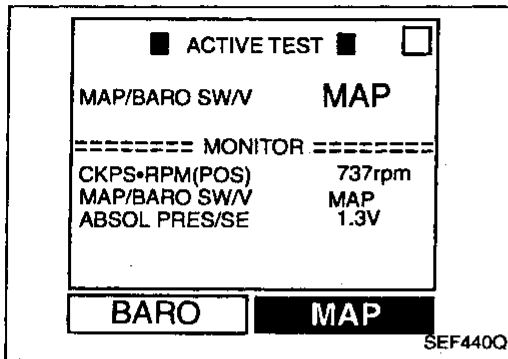 ■ ACTIVE TEST ■
MAP/BARO SW/V MAP
======== MONITOR ========
CKPS•RPM(POS) 737rpm
MAP/BARO SW/V MAP
ABSOL PRES/SE 1.3V
BARO MAP
SEF440Q